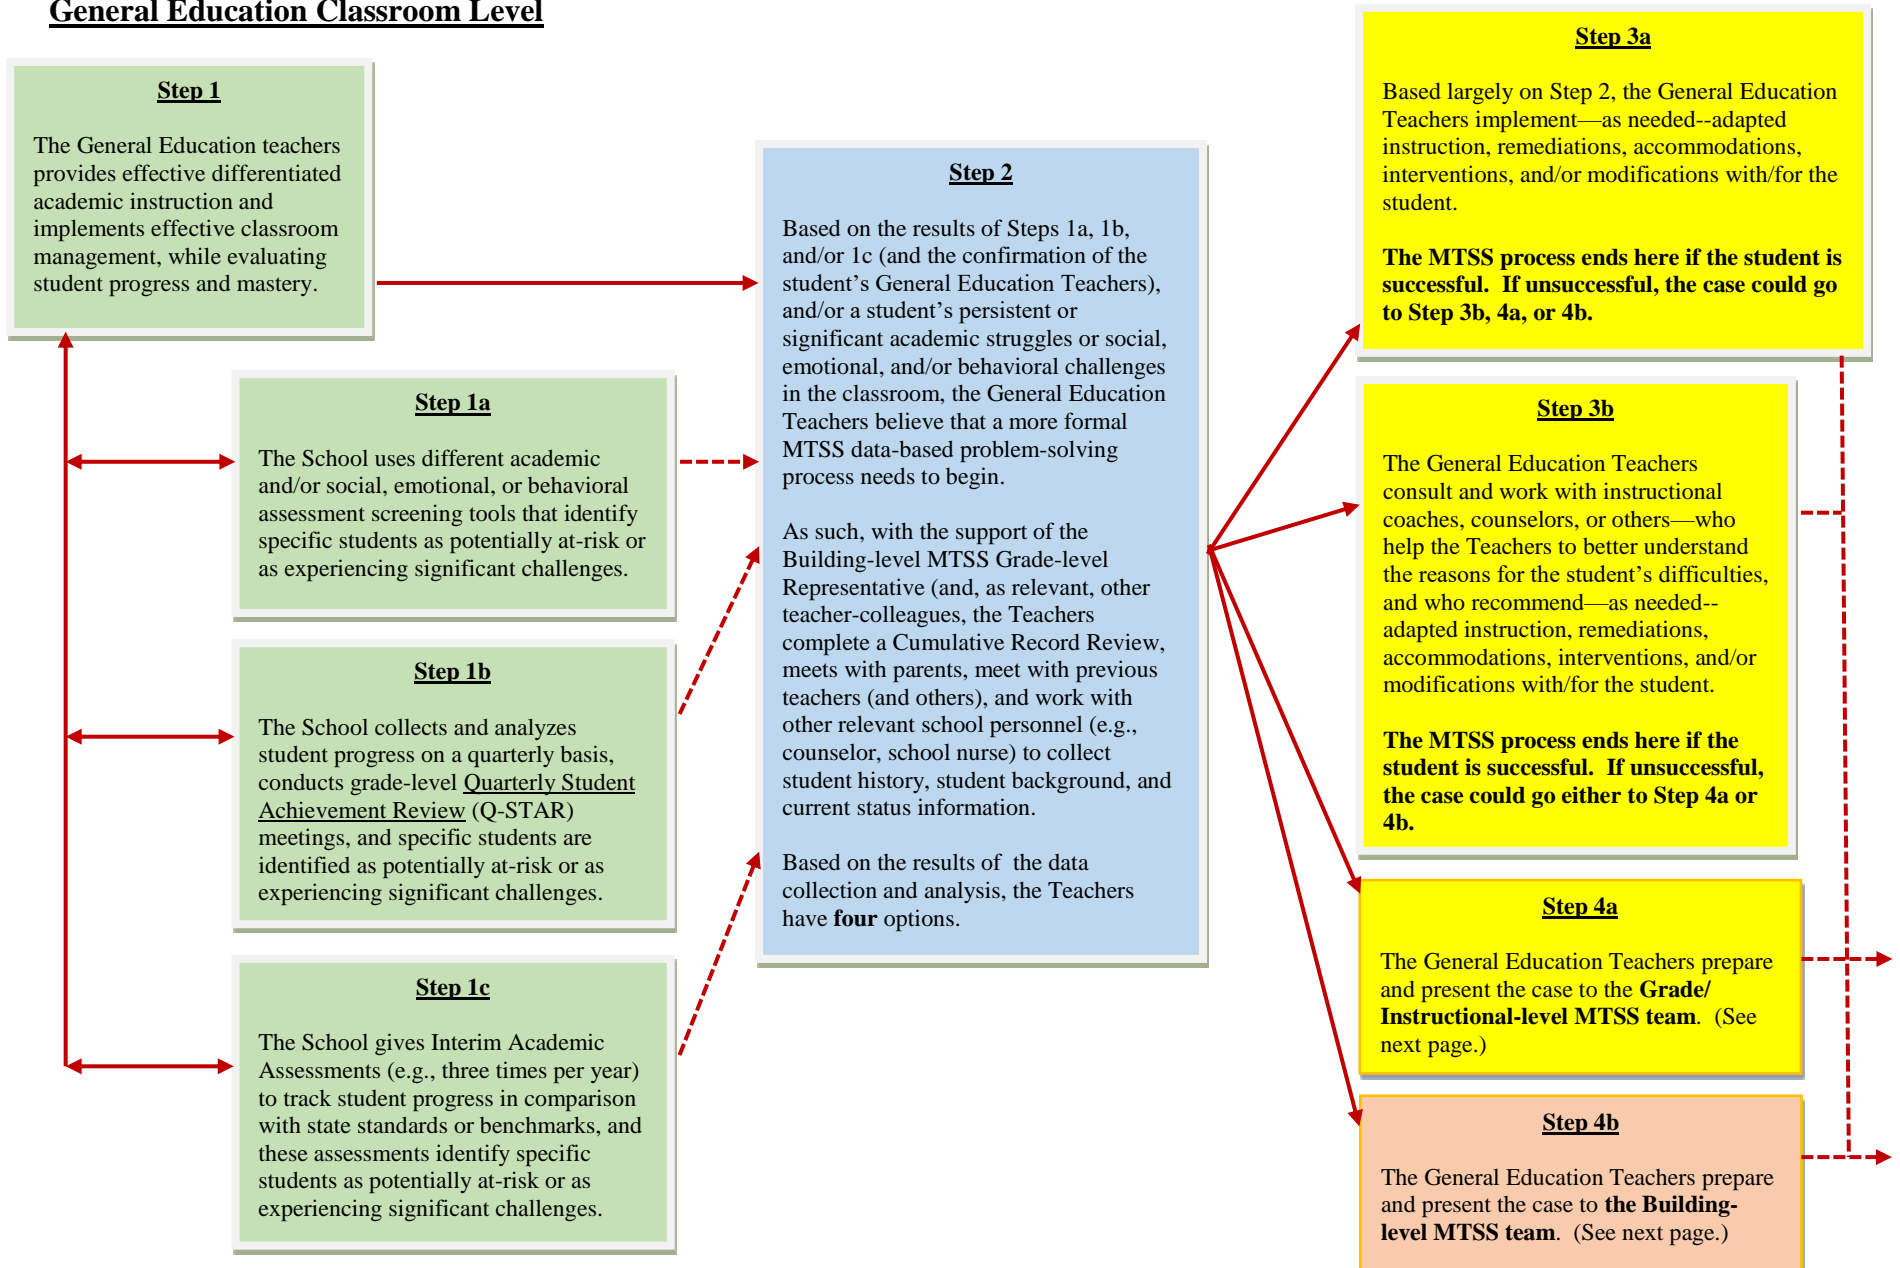 General Education Classroom Level
Step 1
The General Education teachers
provides effective differentiated
academic instruction and
implements effective classroom
management, while evaluating
student progress and mastery.
Step 1a
The School uses different academic
and/or social, emotional, or behavioral
assessment screening tools that identify
specific students as potentially at-risk or
as experiencing significant challenges.
Step 1b
The School collects and analyzes
student progress on a quarterly basis,
conducts grade-level Quarterly Student
Achievement Review (Q-STAR)
meetings, and specific students are
identified as potentially at-risk or as
experiencing significant challenges.
Step 1c
The School gives Interim Academic
Assessments (e.g., three times per year)
to track student progress in comparison
with state standards or benchmarks, and
these assessments identify specific
students as potentially at-risk or as
experiencing significant challenges.
Step 2
Based on the results of Steps 1a, 1b,
and/or 1c (and the confirmation of the
student’s General Education Teachers),
and/or a student’s persistent or
significant academic struggles or social,
emotional, and/or behavioral challenges
in the classroom, the General Education
Teachers believe that a more formal
MTSS data-based problem-solving
process needs to begin.
As such, with the support of the
Building-level MTSS Grade-level
Representative (and, as relevant, other
teacher-colleagues, the Teachers
complete a Cumulative Record Review,
meets with parents, meet with previous
teachers (and others), and work with
other relevant school personnel (e.g.,
counselor, school nurse) to collect
student history, student background, and
current status information.
Based on the results of  the data
collection and analysis, the Teachers
have four options.
Step 3a
Based largely on Step 2, the General Education
Teachers implement—as needed--adapted
instruction, remediations, accommodations,
interventions, and/or modifications with/for the
student.
The MTSS process ends here if the student is
successful.  If unsuccessful, the case could go
to Step 3b, 4a, or 4b.
Step 3b
The General Education Teachers
consult and work with instructional
coaches, counselors, or others—who
help the Teachers to better understand
the reasons for the student’s difficulties,
and who recommend—as needed--
adapted instruction, remediations,
accommodations, interventions, and/or
modifications with/for the student.
The MTSS process ends here if the
student is successful.  If unsuccessful,
the case could go either to Step 4a or
4b.
Step 4a
The General Education Teachers prepare
and present the case to the Grade/
Instructional-level MTSS team.  (See
next page.)
Step 4b
The General Education Teachers prepare
and present the case to the Building-
level MTSS team.  (See next page.)